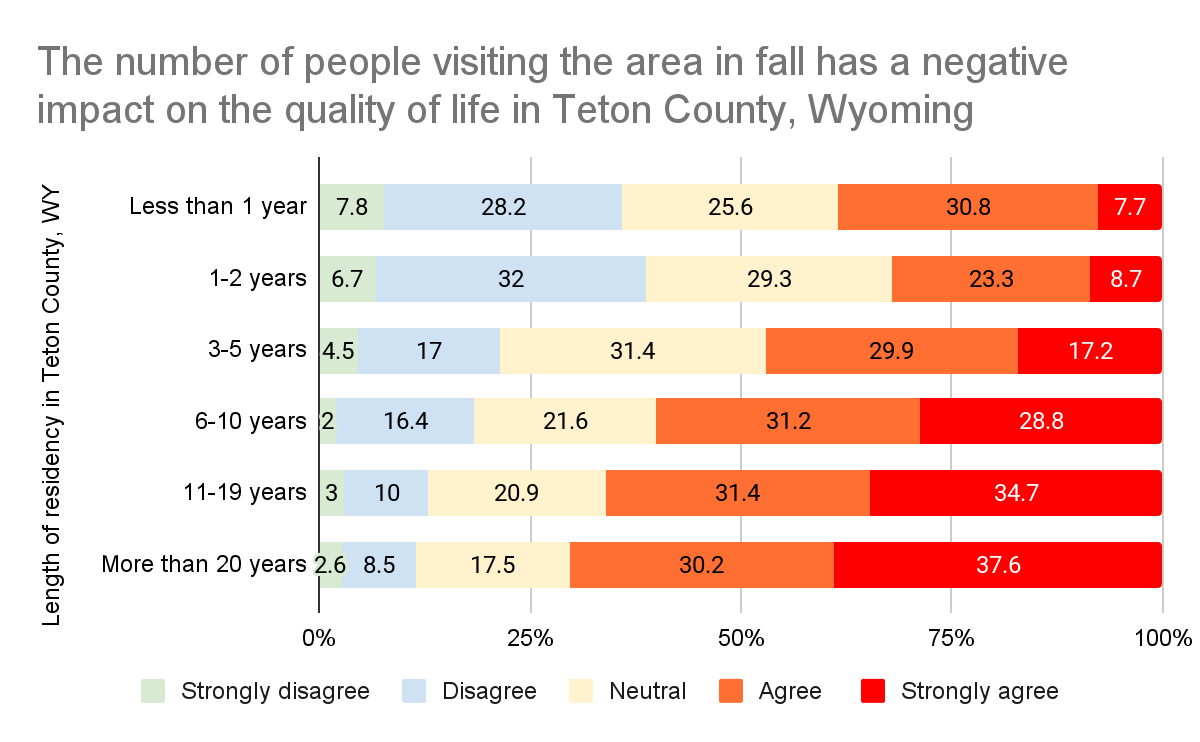 The number of people visiting the area in fall has a negative
impact on the quality of life in Teton County, Wyoming
Length of residency in Teton County, WY
Less than 1 year 7.8 28.2 25.6 30.8 7.7
1-2 years 6.7 32 29.3 23.3 8.7
3-5 years 4.5 17 31.4 29.9 17.2
6-10 years 2 16.4 21.6 31.2 28.8
11-19 years 3 10 20.9 31.4 34.7
More than 20 years 2.6 8.5 17.5 30.2 37.6
0% 25% 50% 75% 100%
Strongly disagree Disagree Neutral Agree Strongly agree